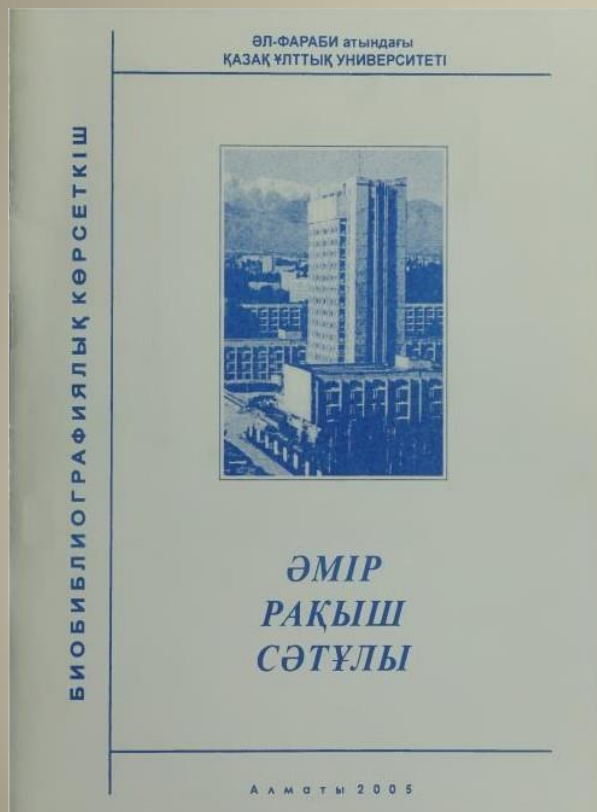 ӘЛ-ФАРАБИ атындағы
ҚАЗАҚ ҰЛТТЫҚ УНИВЕРСИТЕТІ
БИОБИБЛИОГРАФИЯЛЫҚ КӨРСЕТКІШ
ӘМІР
РАҚЫШ
СӘТҰЛЫ
Алматы 2005